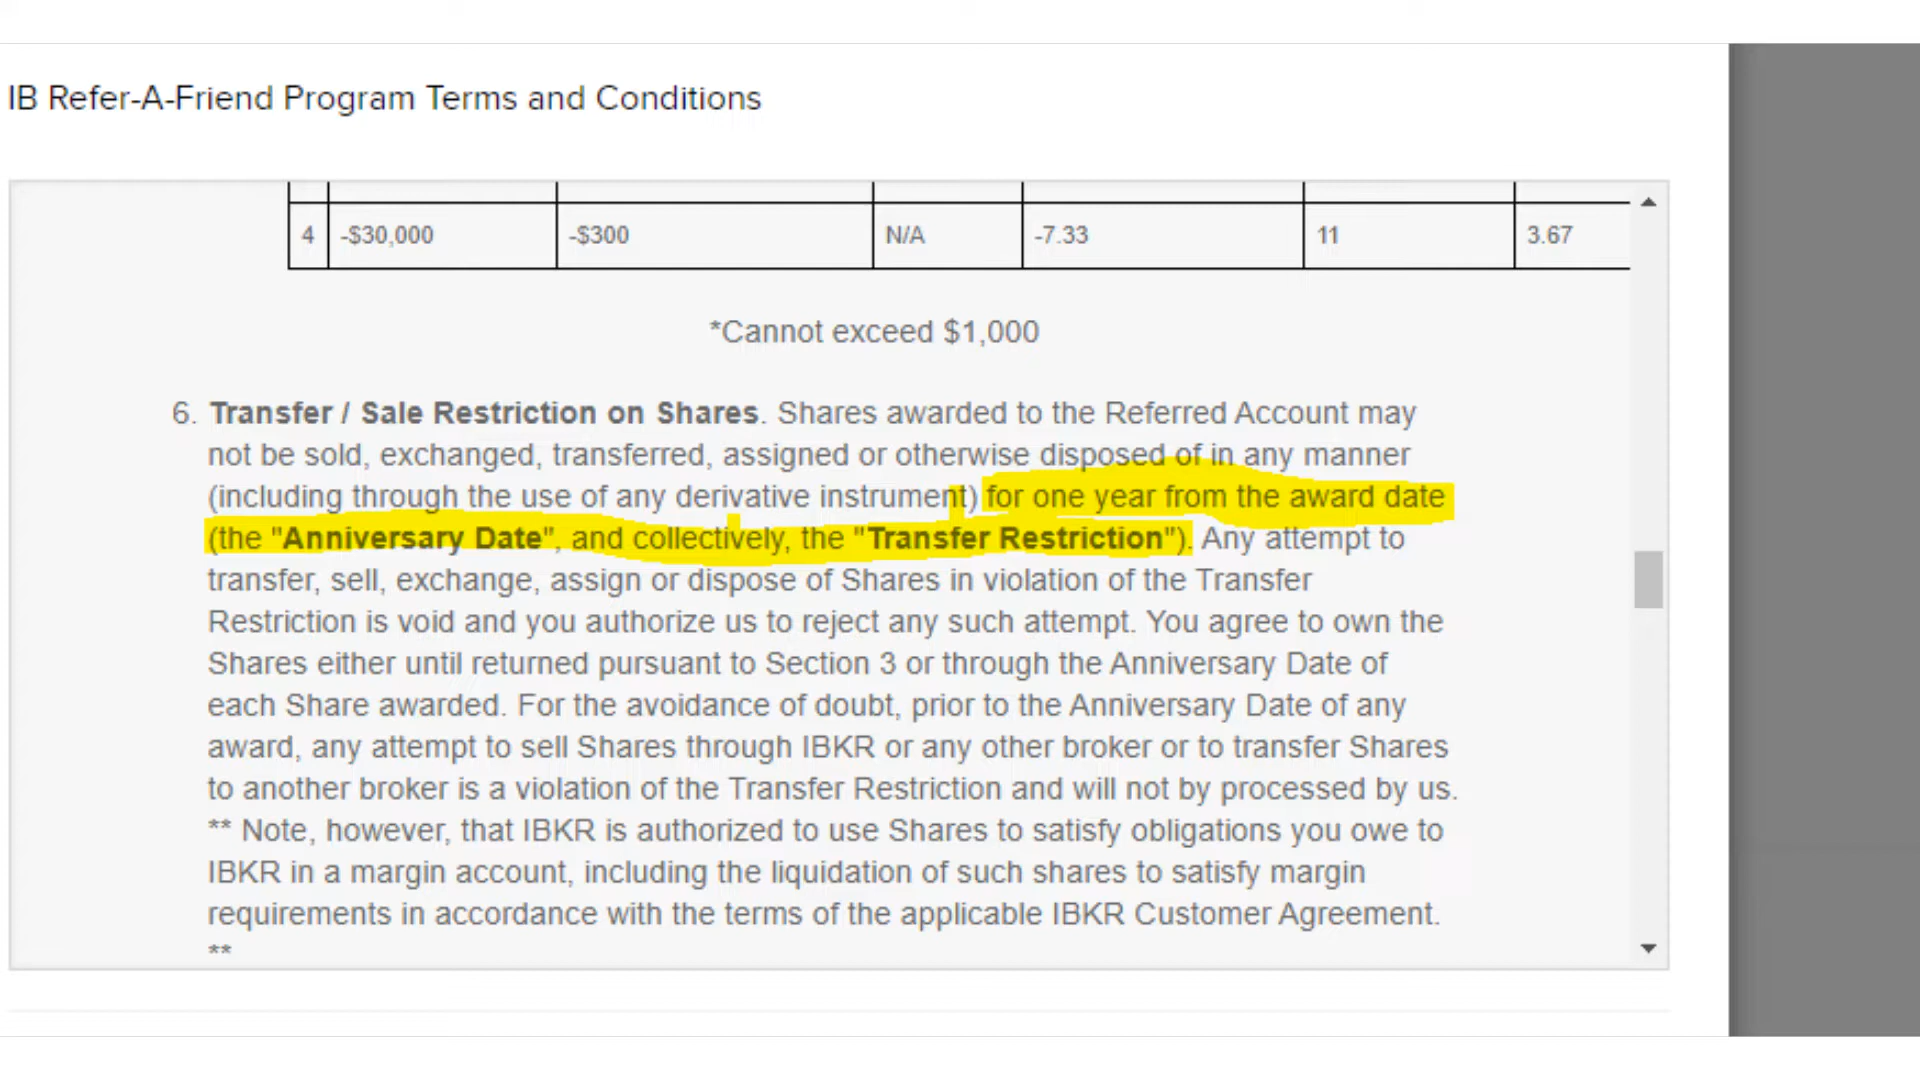 IB Refer-A-Friend Program Terms and Conditions
4 -$30,000 -$300 N/A -7.33 11 3.67
*Cannot exceed $1,000
6. Transfer / Sale Restriction on Shares. Shares awarded to the Referred Account may
not be sold, exchanged, transferred, assigned or otherwise disposed of in any manner
(including through the use of any derivative instrument) for one year from the award date
(the "Anniversary Date", and collectively, the "Transfer Restriction"). Any attempt to
transfer, sell, exchange, assign or dispose of Shares in violation of the Transfer
Restriction is void and you authorize us to reject any such attempt. You agree to own the
Shares either until returned pursuant to Section 3 or through the Anniversary Date of
each Share awarded. For the avoidance of doubt, prior to the Anniversary Date of any
award, any attempt to sell Shares through IBKR or any other broker or to transfer Shares
to another broker is a violation of the Transfer Restriction and will not by processed by us.
** Note, however, that IBKR is authorized to use Shares to satisfy obligations you owe to
IBKR in a margin account, including the liquidation of such shares to satisfy margin
requirements in accordance with the terms of the applicable IBKR Customer Agreement.
**